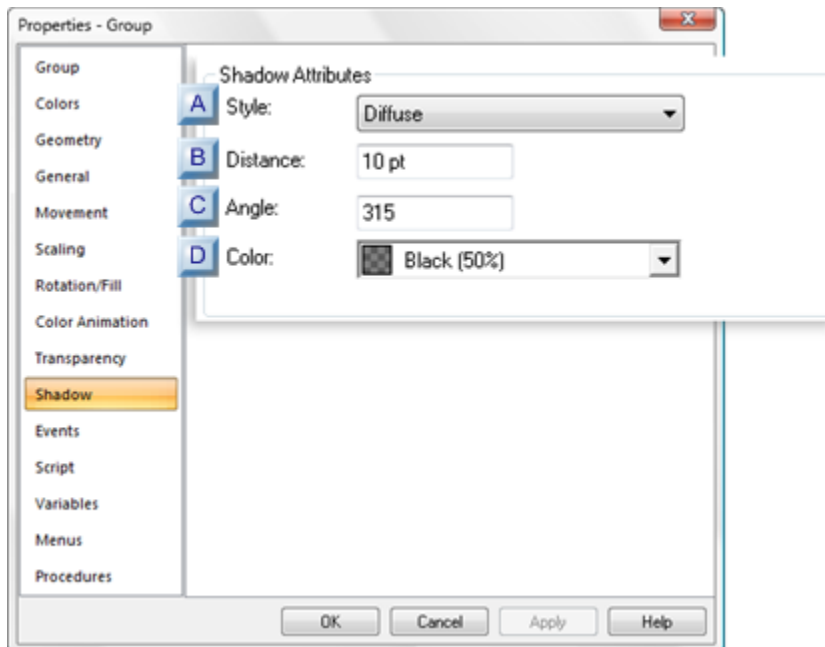 Properties - Group
Group
Colors
Geometry
General
Movement
Scaling
Rotation/Fill
Color Animation
Transparency
Shadow
Events
Script
Variables
Menus
Procedures
Shadow Attributes
A Style: Diffuse
B Distance: 10 pt
C Angle: 315
D Color: Black (50%)
OK Cancel Apply Help